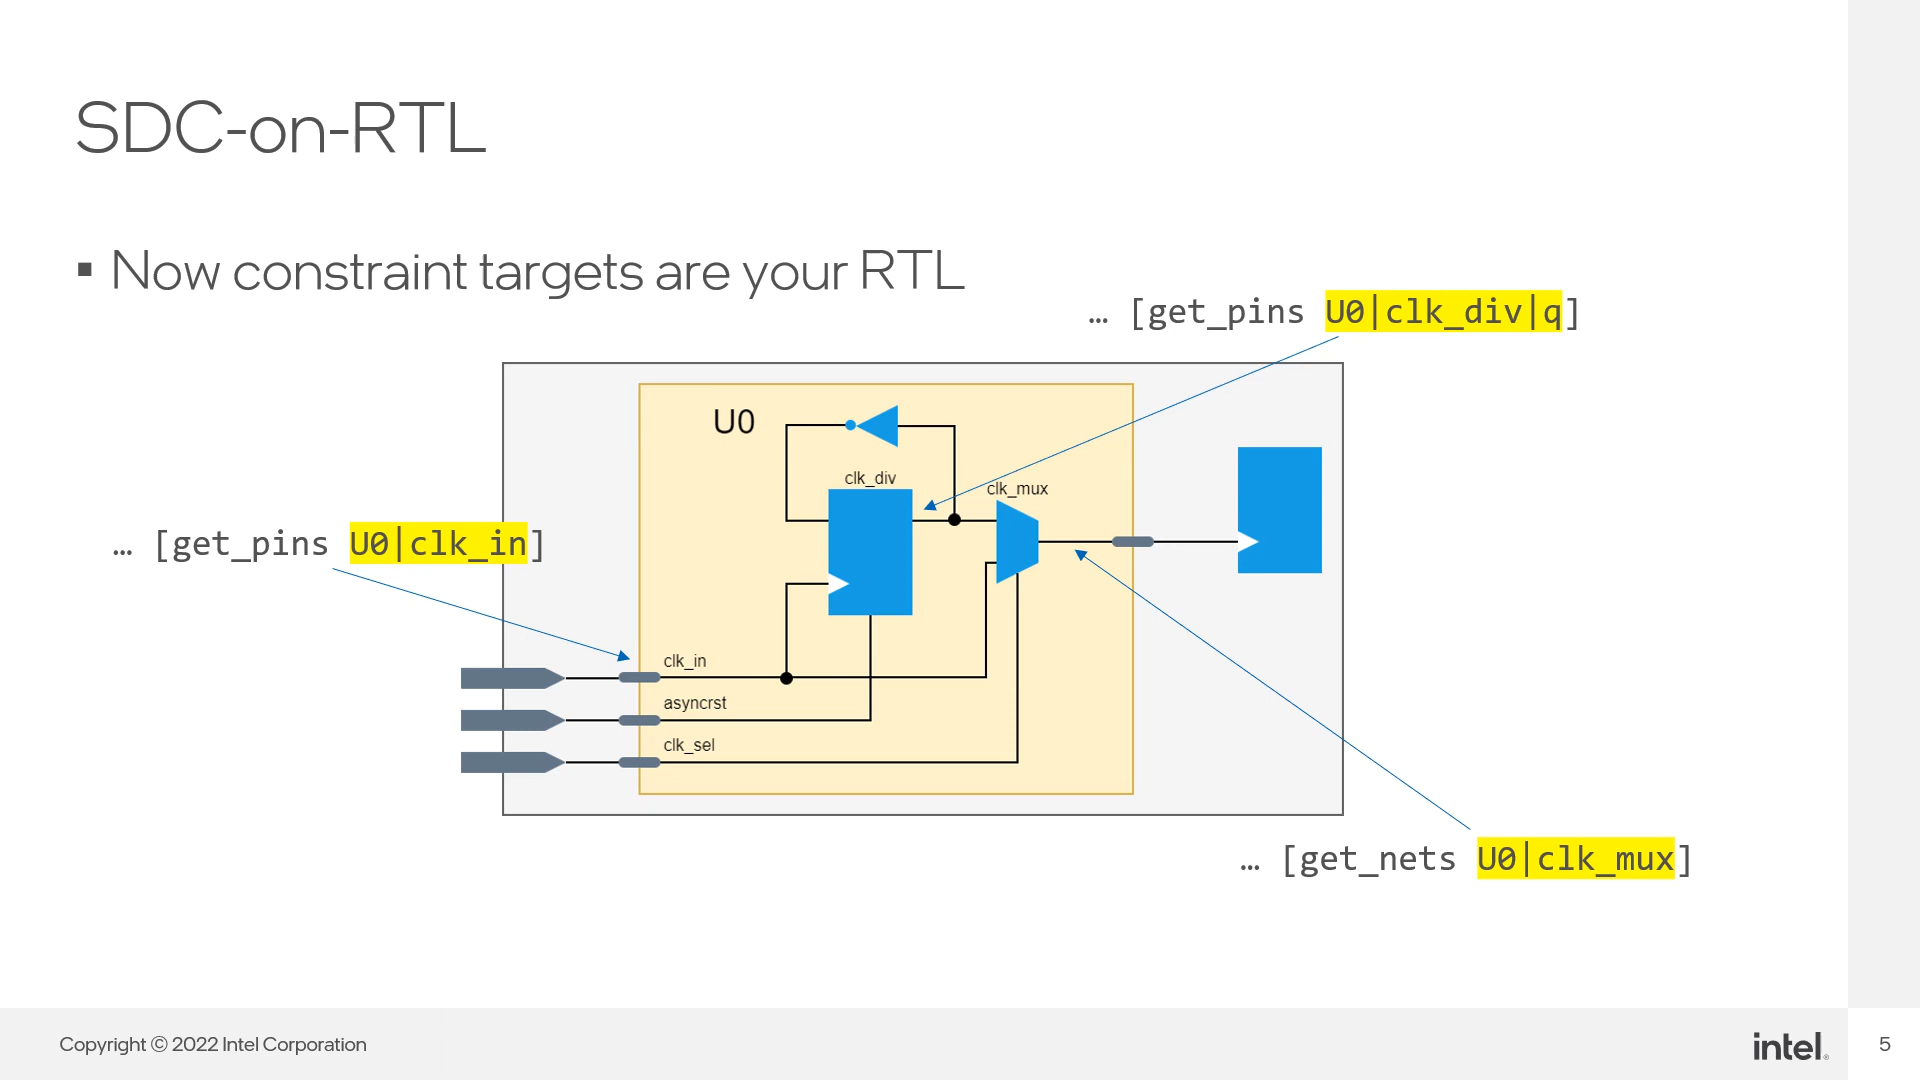 SDC-on-RTL
▪ Now constraint targets are your RTL
… [get_pins U0|clk_div|q]
U0
clk_div
clk_mux
… [get_pins U0|clk_in]
clk_in
asyncrst
clk_sel
… [get_nets U0|clk_mux]
Copyright © 2022 Intel Corporation
intel®
5